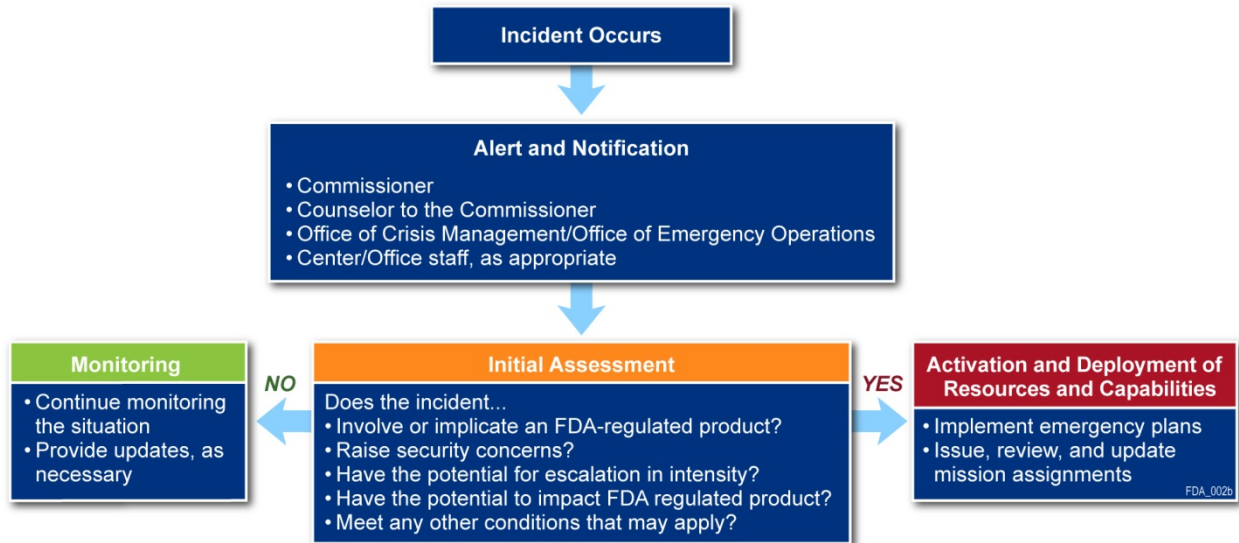 Incident Occurs
Alert and Notification
• Commissioner
• Counselor to the Commissioner
• Office of Crisis Management/Office of Emergency Operations
• Center/Office staff, as appropriate
Monitoring
• Continue monitoring
the situation
• Provide updates, as
necessary
NO
Initial Assessment
Does the incident...
• Involve or implicate an FDA-regulated product?
• Raise security concerns?
• Have the potential for escalation in intensity?
• Have the potential to impact FDA regulated product?
• Meet any other conditions that may apply?
YES
Activation and Deployment of
Resources and Capabilities
• Implement emergency plans
• Issue, review, and update
mission assignments
FDA_002b